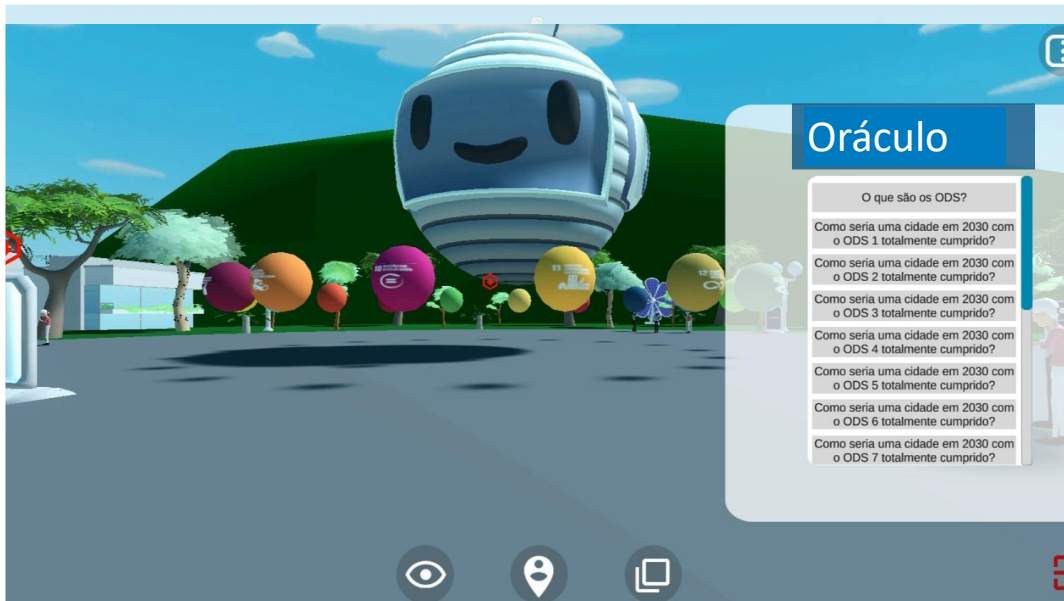 Oráculo
O que são os ODS?
Como seria uma cidade em 2030 com
o ODS 1 totalmente cumprido?
Como seria uma cidade em 2030 com
o ODS 2 totalmente cumprido?
Como seria uma cidade em 2030 com
o ODS 3 totalmente cumprido?
Como seria uma cidade em 2030 com
o ODS 4 totalmente cumprido?
Como seria uma cidade em 2030 com
o ODS 5 totalmente cumprido?
Como seria uma cidade em 2030 com
o ODS 6 totalmente cumprido?
Como seria uma cidade em 2030 com
o ODS 7 totalmente cumprido?
10
11
12